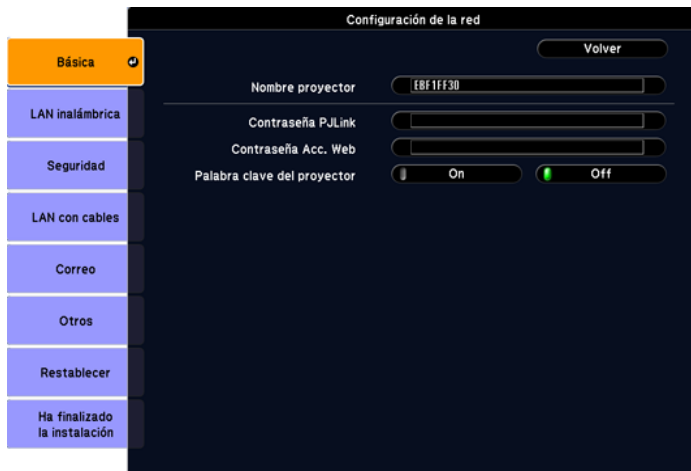 Configuración de la red
Volver
Básica
Nombre proyector
EBF1FF30
LAN inalámbrica
Contraseña PJLink
Contraseña Acc. Web
Seguridad
Palabra clave del proyector
On
Off
LAN con cables
Correo
Otros
Restablecer
Ha finalizado
la instalación